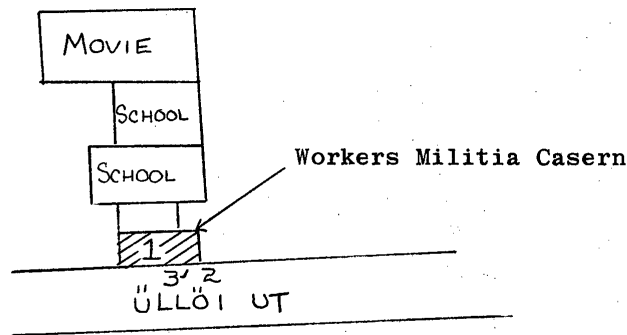 MOVIE
SCHOOL
SCHOOL
Workers Militia Casern
1
3' 2
ÜLLÖI UT